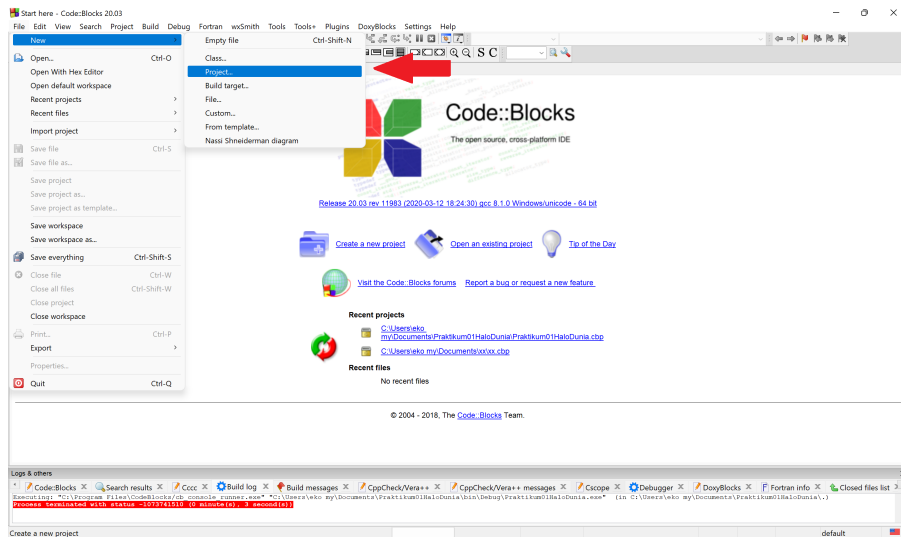 Start here - Code::Blocks 20.03
File Edit View Search Project Build Debug Fortran wxSmith Tools Tools+ Plugins DoxyBlocks Settings Help
New
Open... Ctrl-O
Open With Hex Editor
Open default workspace
Recent projects
Recent files
Import project
Save file Ctrl-S
Save file as...
Save project
Save project as...
Save project as template...
Save workspace
Save workspace as...
Save everything Ctrl-Shift-S
Close file Ctrl-W
Close all files Ctrl-Shift-W
Close project
Close workspace
Print... Ctrl-P
Export
Properties...
Quit Ctrl-Q
Empty file Ctrl-Shift-N
Class...
Project...
Build target...
File...
Custom...
From template...
Nassi Shneiderman diagram
S C
Code::Blocks
The open source, cross-platform IDE
Release 20.03 rev 11983 (2020-03-12 18:24:30) gcc 8.1.0 Windows/unicode - 64 bit
Create a new project Open an existing project Tip of the Day
Visit the Code::Blocks forums Report a bug or request a new feature
Recent projects
C:\Users\eko
my\Documents\Praktikum01HaloDunia\Praktikum01HaloDunia.cbp
C:\Users\eko my\Documents\xx\xx.cbp
Recent files
No recent files
© 2004 - 2018, The Code::Blocks Team.
Logs & others
Code::Blocks Search results Cccc Build log Build messages CppCheck/Vera++ CppCheck/Vera++ messages Cscope Debugger DoxyBlocks Fortran info Closed files list
Executing: "C:\Program Files\CodeBlocks/cb_console_runner.exe" "C:\Users\eko my\Documents\Praktikum01HaloDunia\bin\Debug\Praktikum01HaloDunia.exe" (in C:\Users\eko my\Documents\Praktikum01HaloDunia\.)
Process terminated with status -1073741510 (0 minute(s), 3 second(s))
Create a new project default